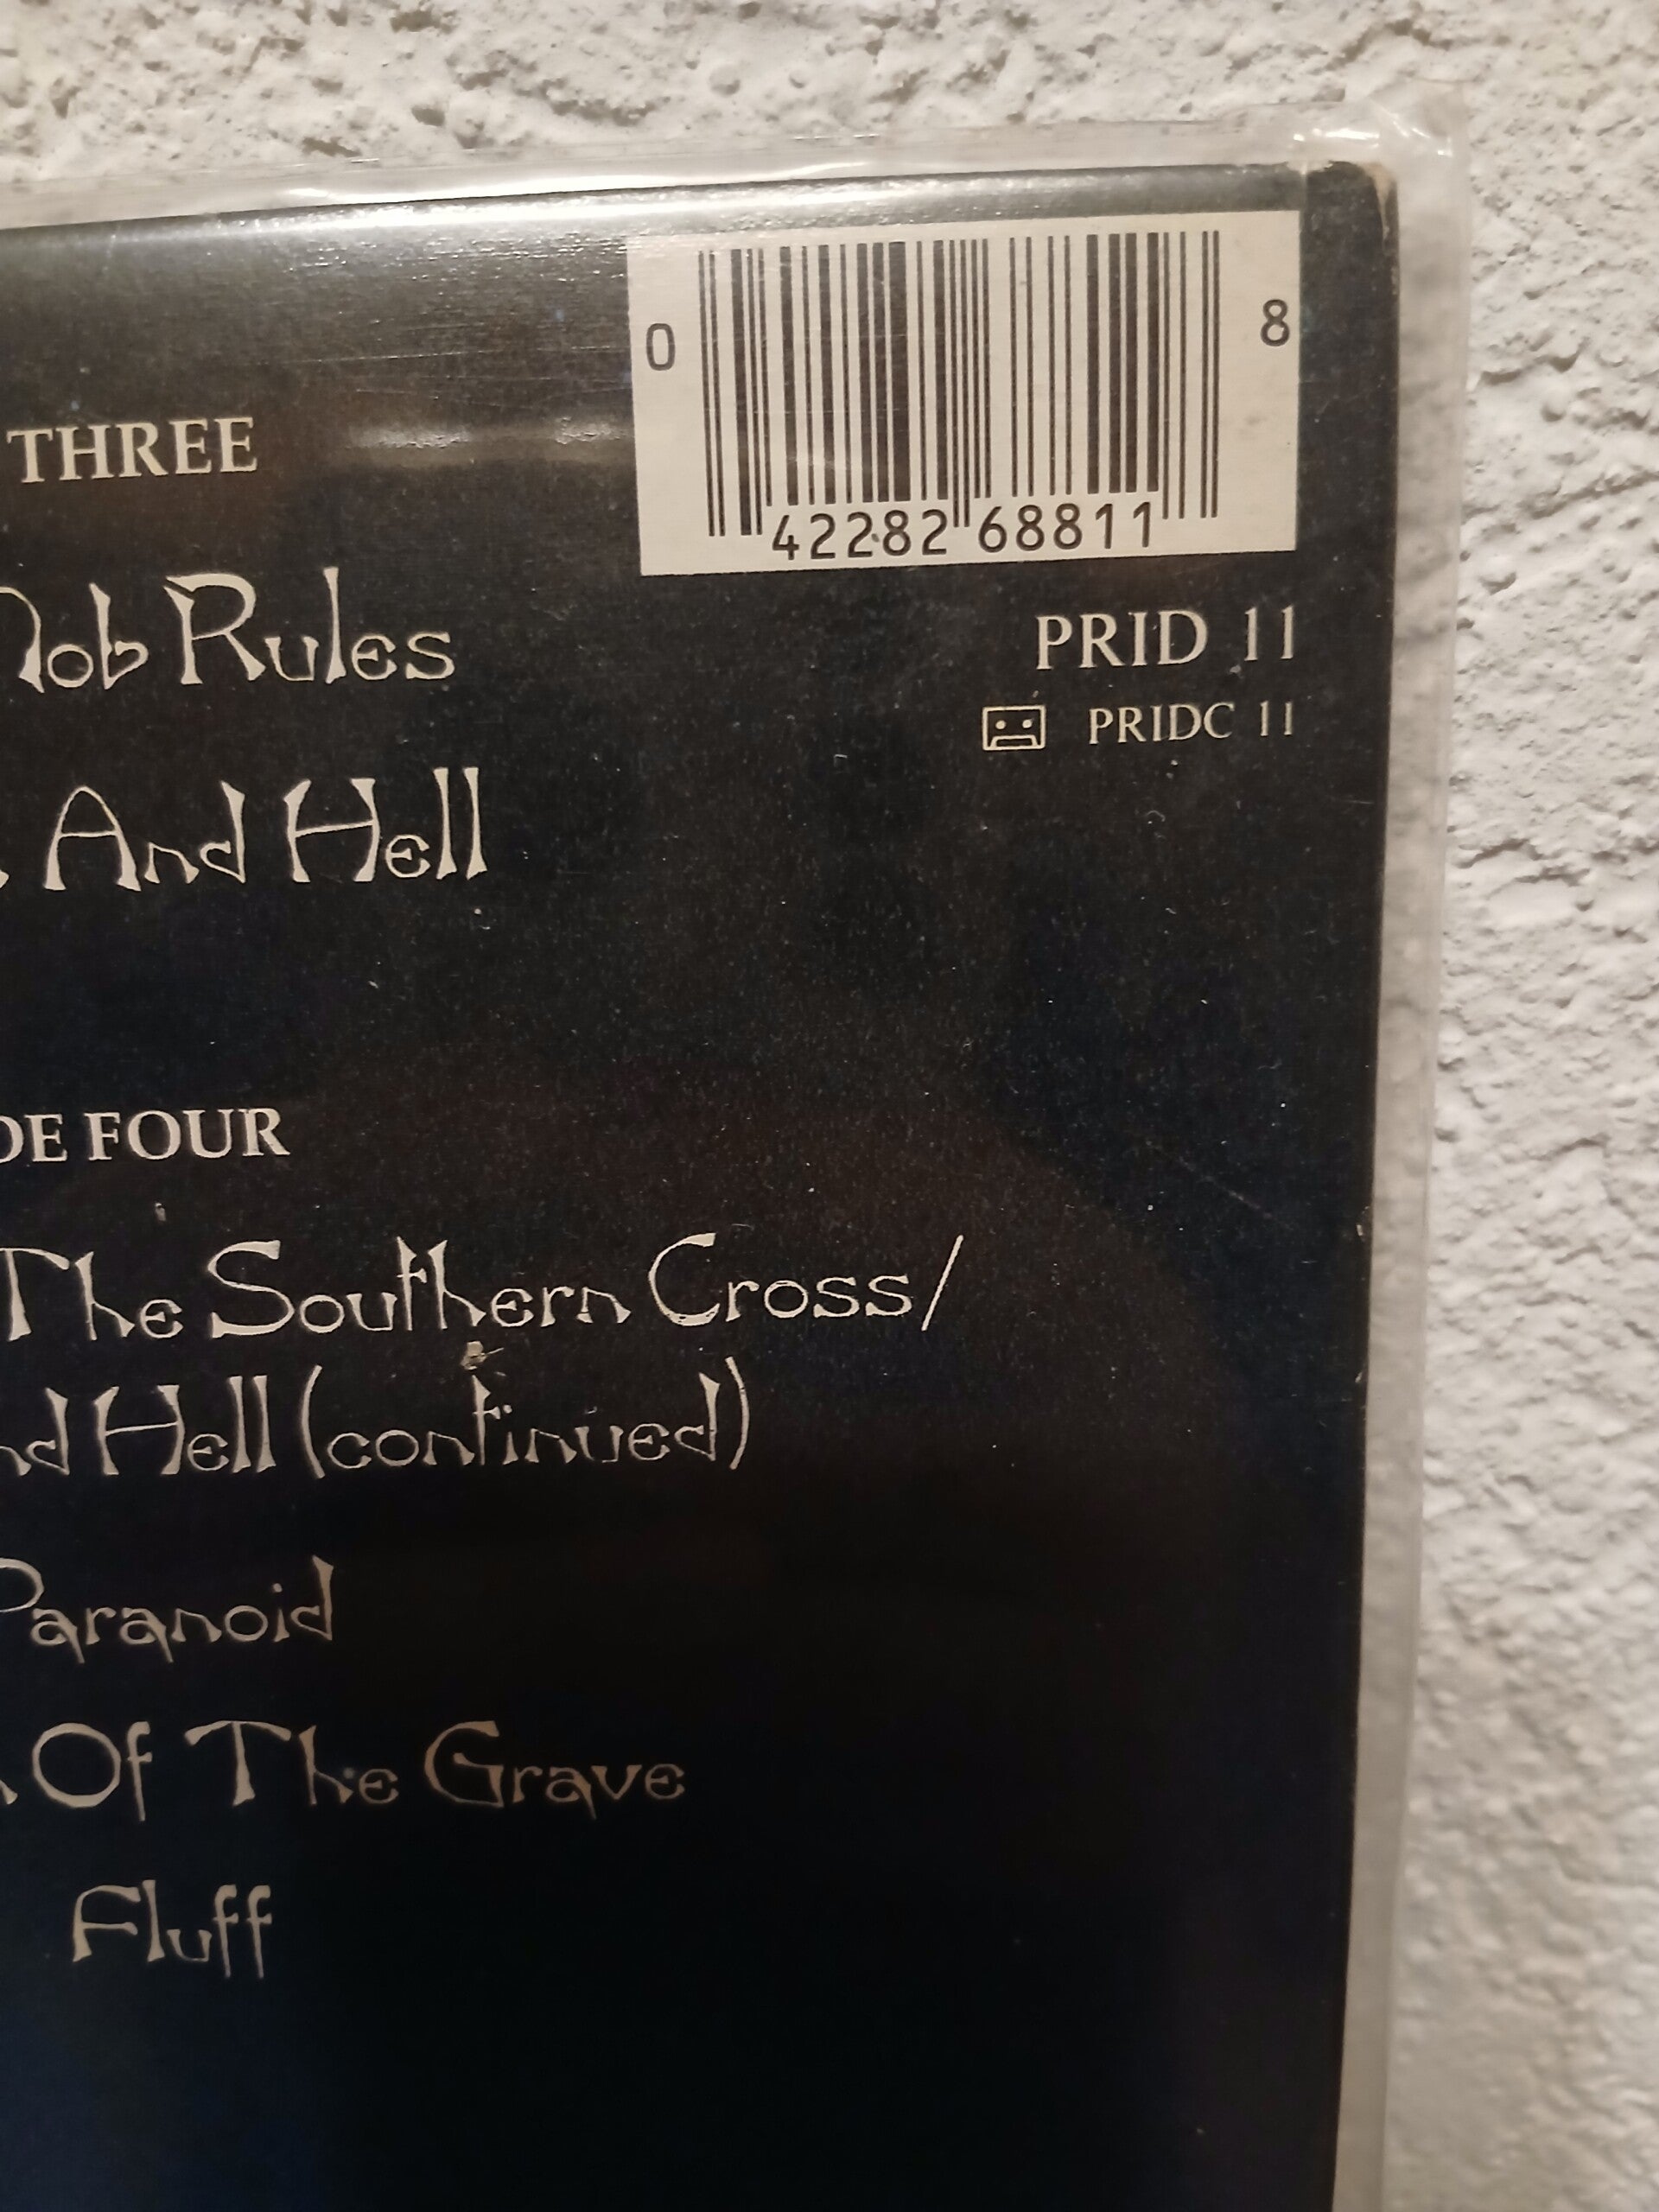 0 42282 68811 8
PRID 11
PRIDC 11
THREE
Mob Rules
And Hell
FOUR
The Southern Cross/
Hell (continued)
Paranoid
Of The Grave
Fluff